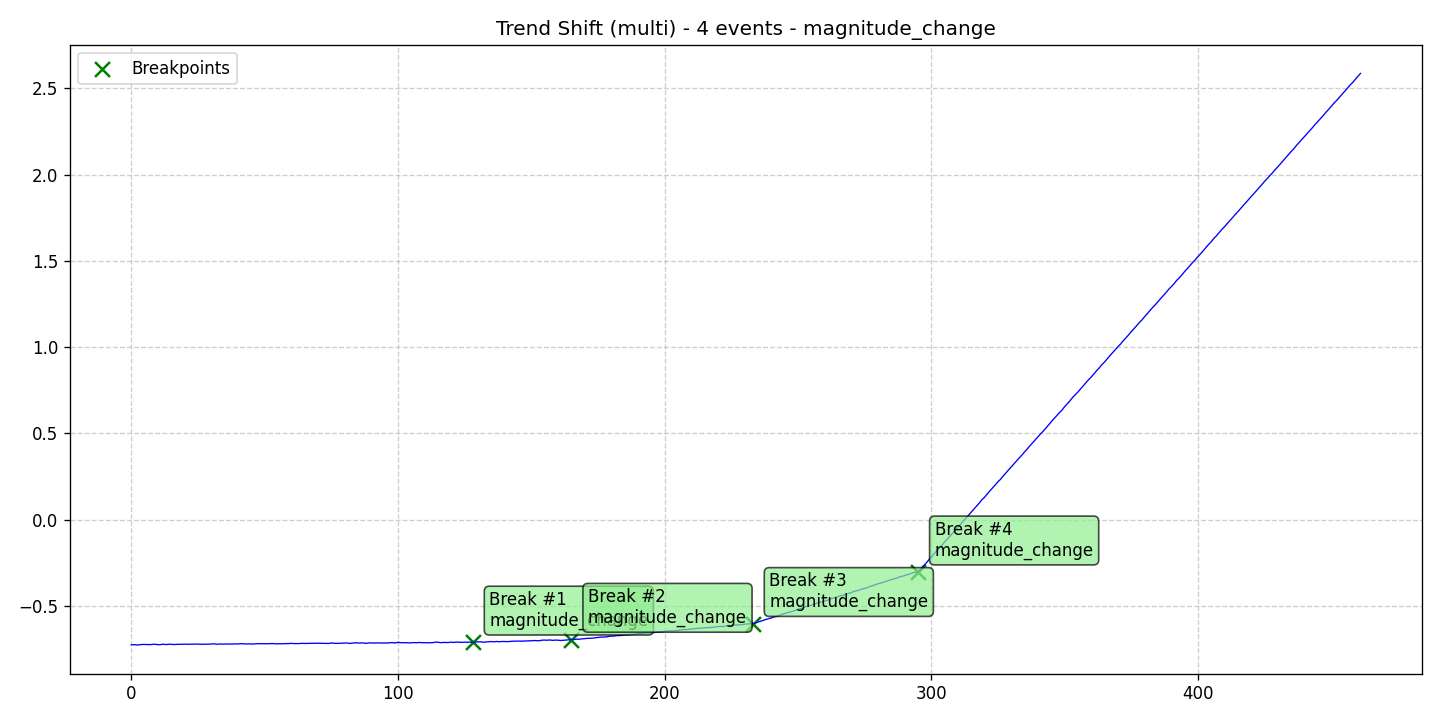 Trend Shift (multi) - 4 events - magnitude_change
Breakpoints
2.5
2.0
1.5
1.0
0.5
0.0
−0.5
Break #4
magnitude_change
Break #3
magnitude_change
Break #1
magnitude_change
Break #2
magnitude_change
0
100
200
300
400